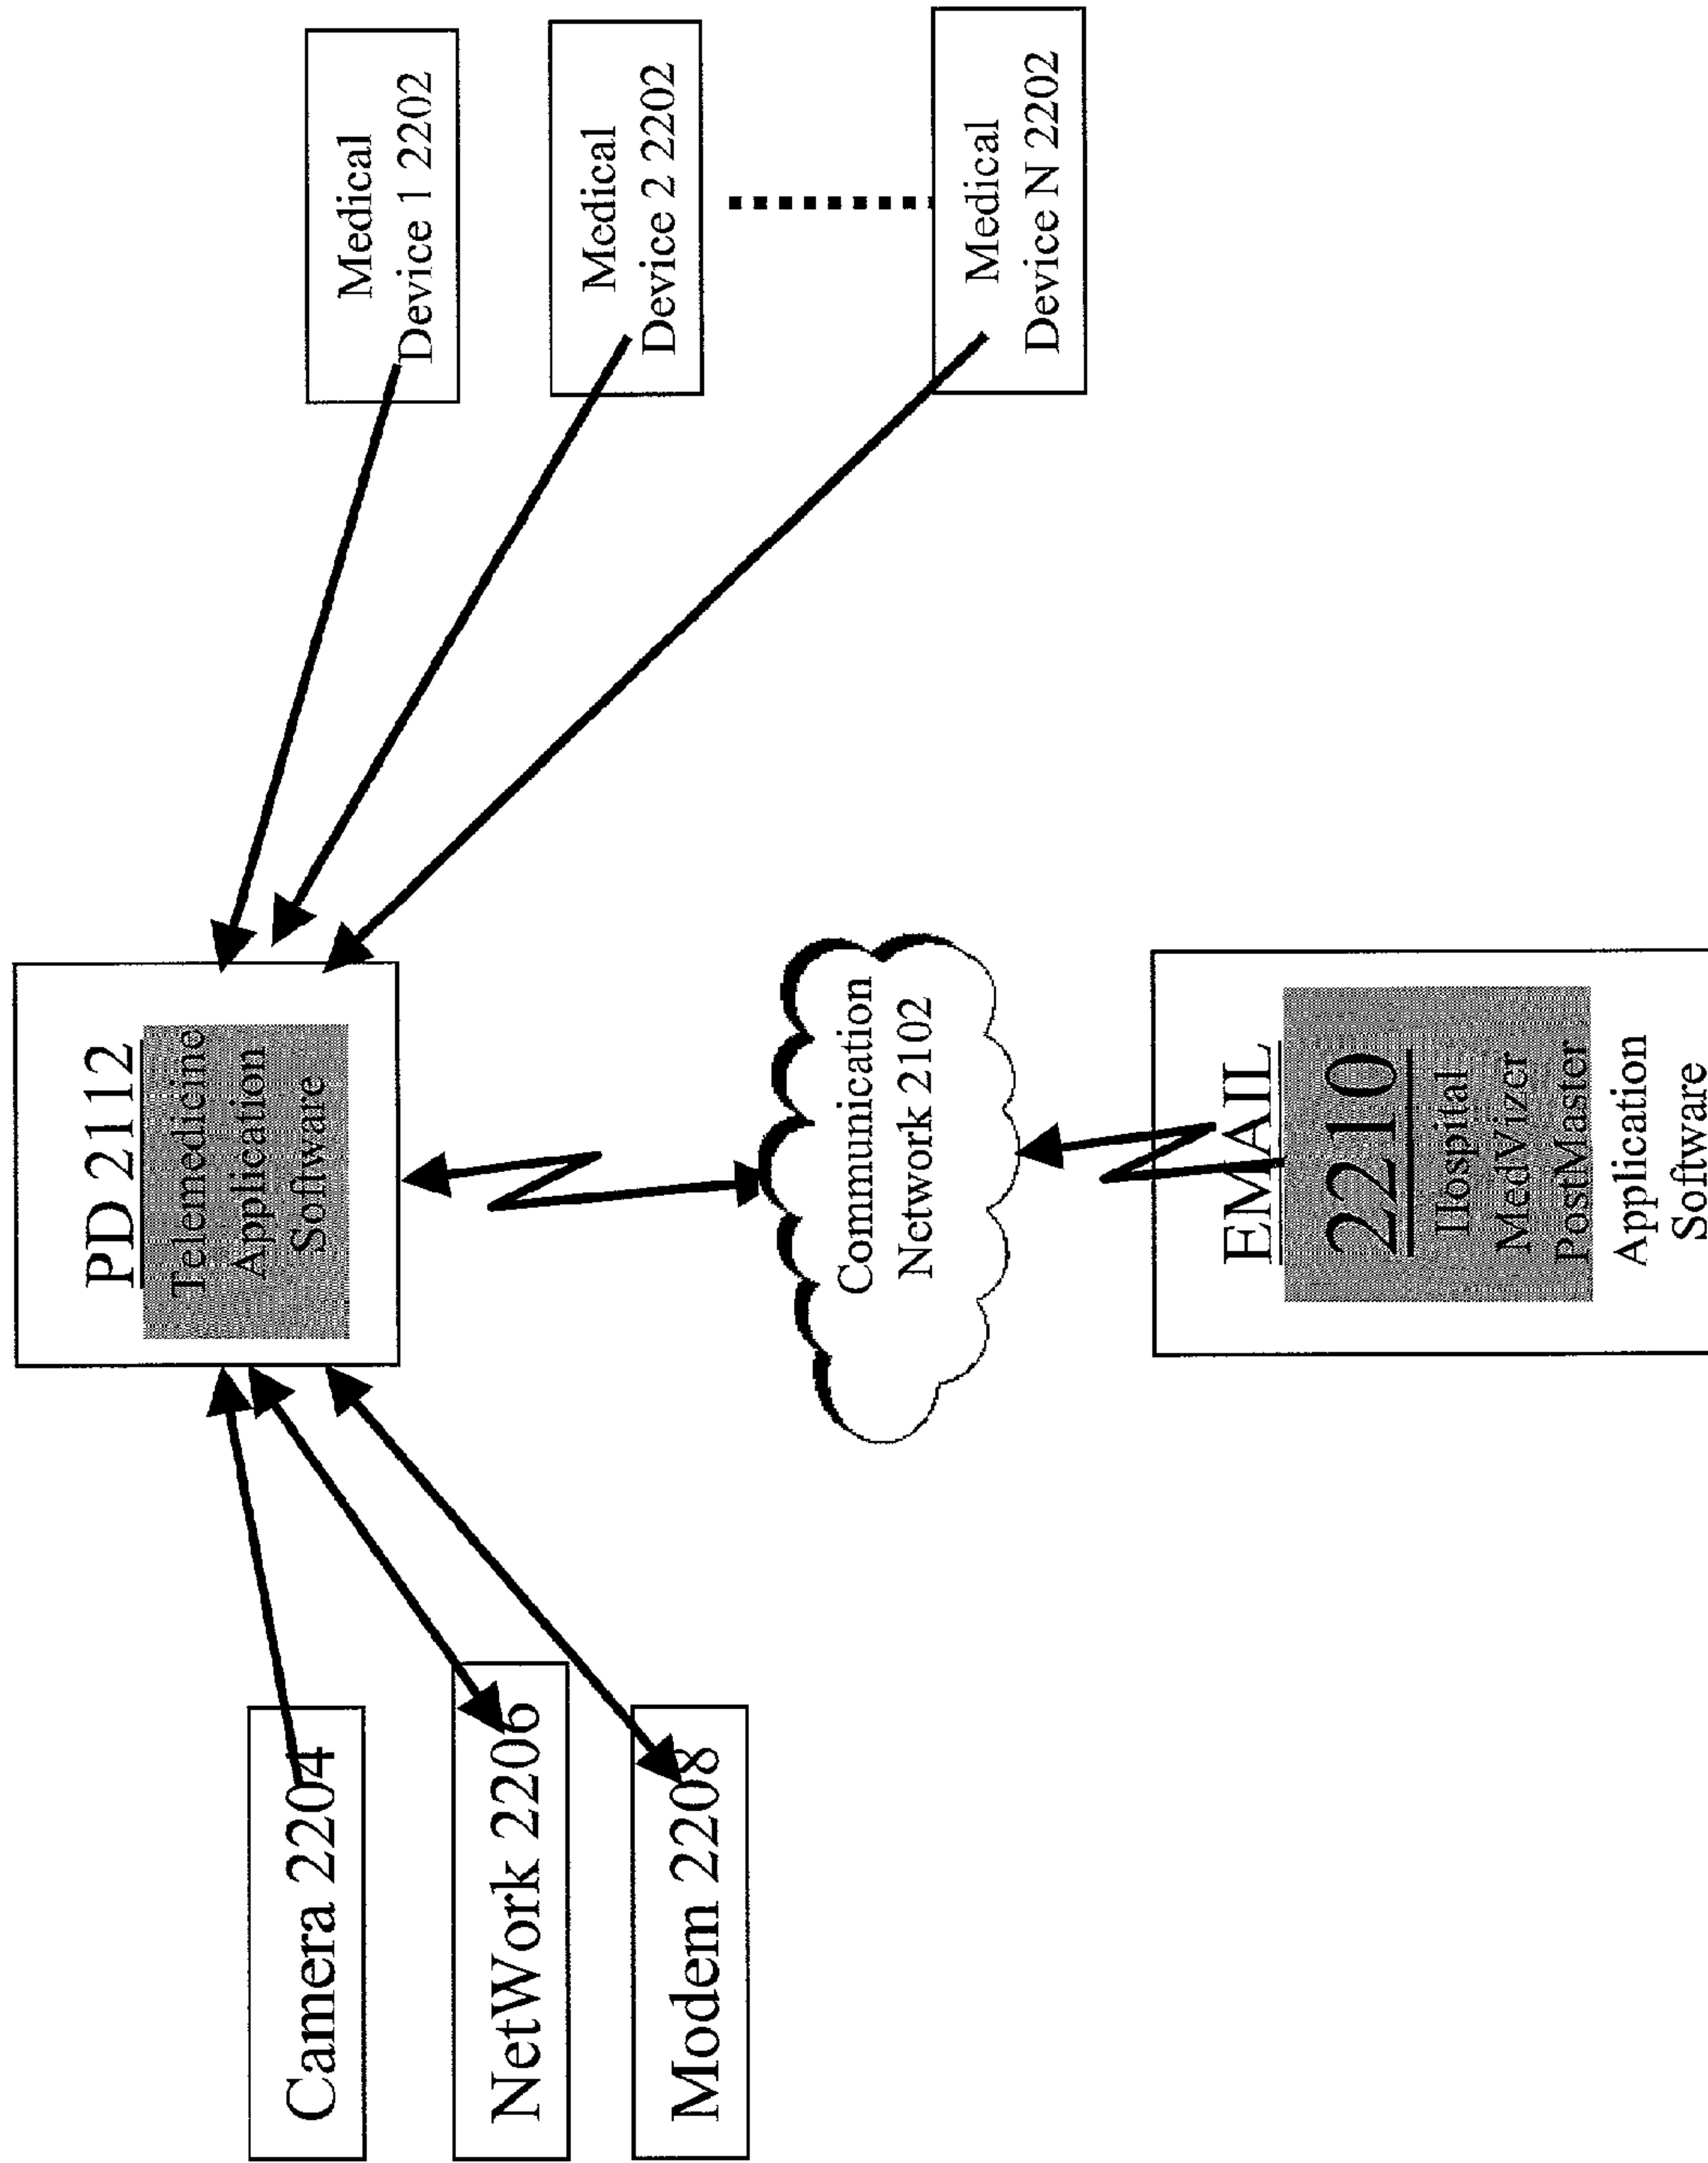 PD 2112
Telemedicine
Application
Software
Camera 2204
NetWork 2206
Modem 2208
Medical
Device 1 2202
Medical
Device 2 2202
Medical
Device N 2202
Communication
Network 2102
EMAIL
2210
Hospital
MedVizer
PostMaster
Application
Software